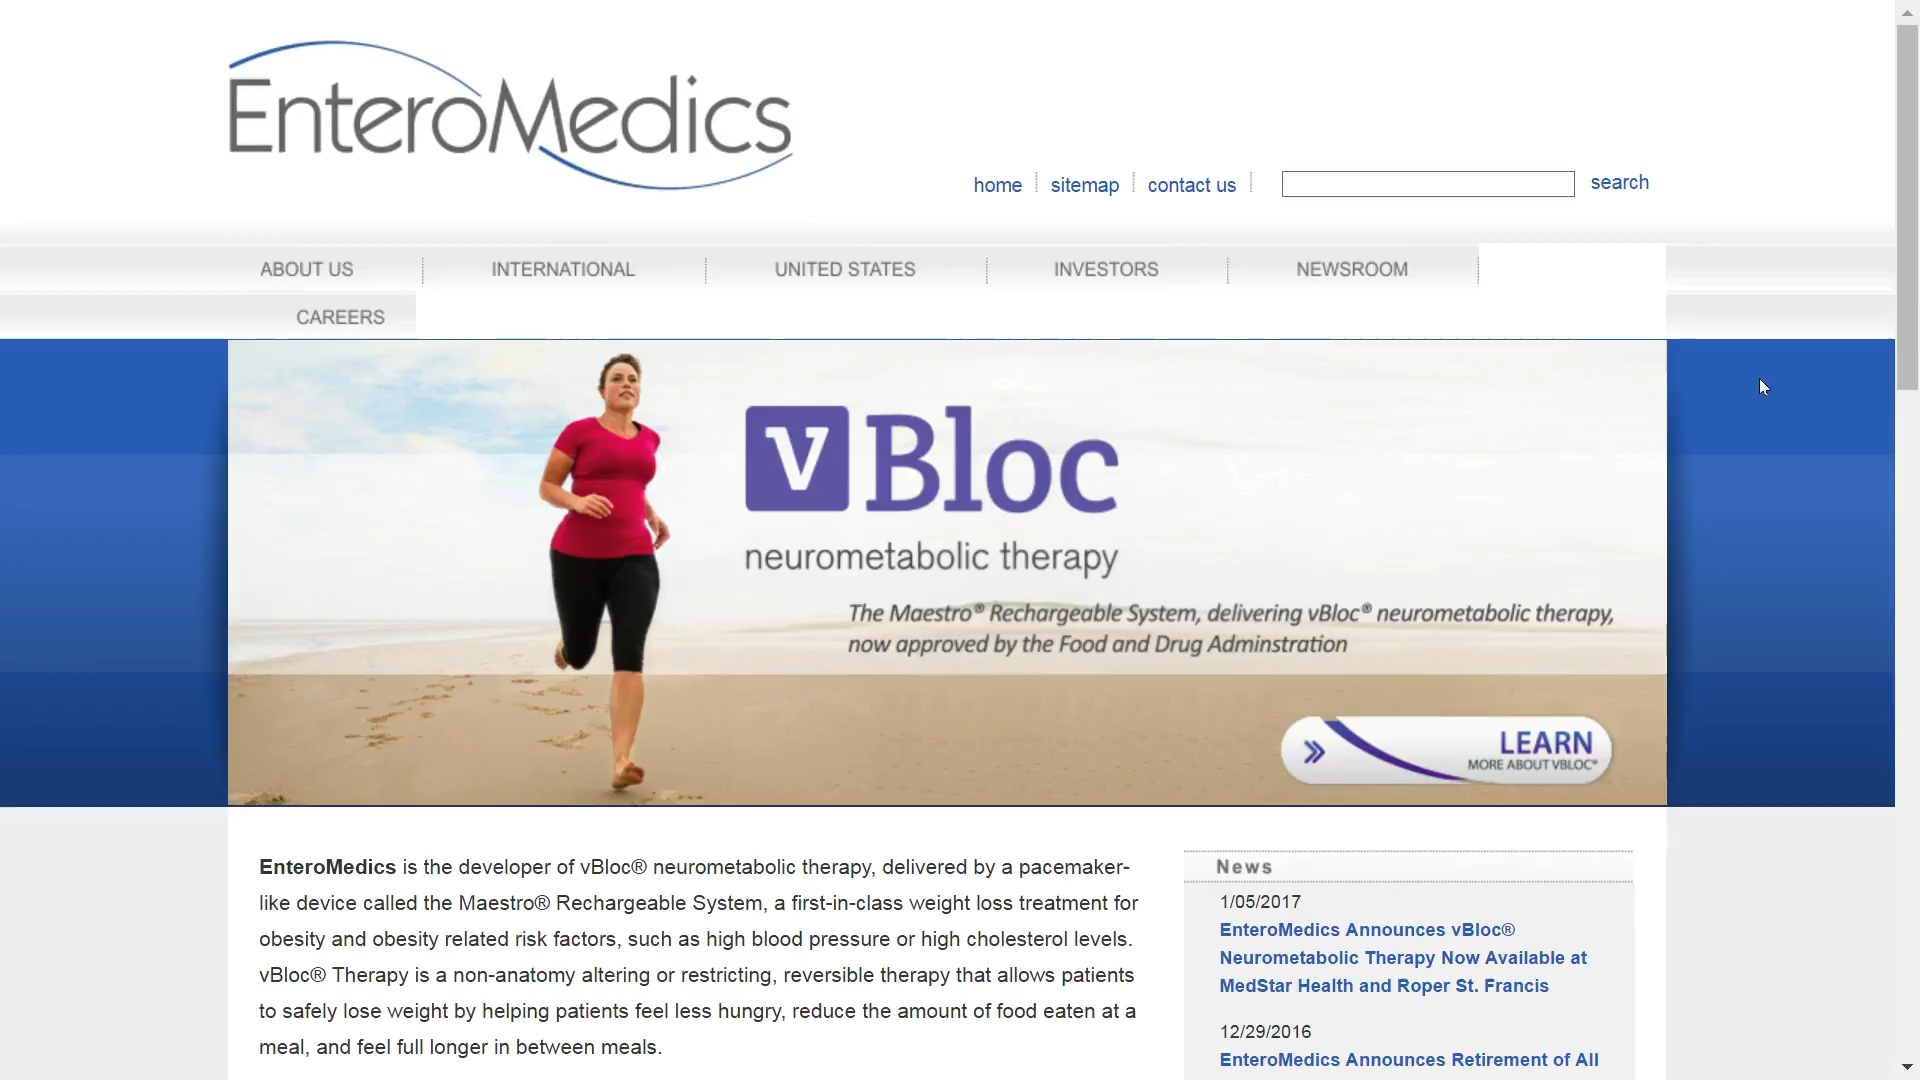 EnteroMedics
home
sitemap
contact us
search
ABOUT US
INTERNATIONAL
UNITED STATES
INVESTORS
NEWSROOM
CAREERS
v Bloc
neurometabolic therapy
The Maestro® Rechargeable System, delivering vBloc® neurometabolic therapy,
now approved by the Food and Drug Adminstration
LEARN
MORE ABOUT VBLOC®
EnteroMedics is the developer of vBloc® neurometabolic therapy, delivered by a pacemaker-
like device called the Maestro® Rechargeable System, a first-in-class weight loss treatment for
obesity and obesity related risk factors, such as high blood pressure or high cholesterol levels.
vBloc® Therapy is a non-anatomy altering or restricting, reversible therapy that allows patients
to safely lose weight by helping patients feel less hungry, reduce the amount of food eaten at a
meal, and feel full longer in between meals.
News
1/05/2017
EnteroMedics Announces vBloc®
Neurometabolic Therapy Now Available at
MedStar Health and Roper St. Francis
12/29/2016
EnteroMedics Announces Retirement of All